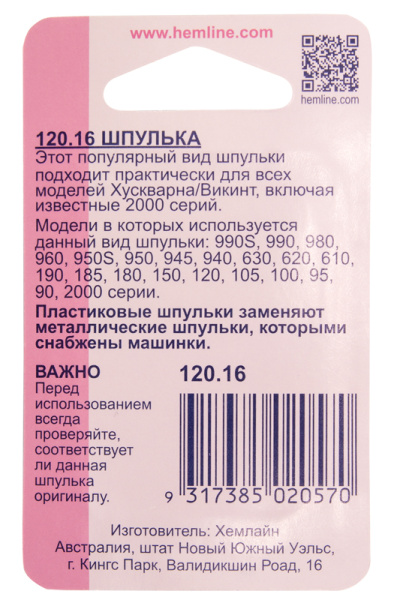 www.hemline.com
hemline.com
120.16 ШПУЛЬКА
Этот популярный вид шпульки
подходит практически для всех
моделей Хускварна/Викинт, включая
известные 2000 серий.
Модели в которых используется
данный вид шпульки: 990S, 990, 980,
960, 950S, 950, 945, 940, 630, 620, 610,
190, 185, 180, 150, 120, 105, 100, 95,
90, 2000 серии.
Пластиковые шпульки заменяют
металлические шпульки, которыми
снабжены машинки.
ВАЖНО
Перед
использованием
всегда
проверяйте,
соответствует
ли данная
шпулька
оригиналу.
120.16
9 317385 020570
Изготовитель: Хемлайн
Австралия, штат Новый Южный Уэльс,
г. Кингс Парк, Валидикшин Роад, 16